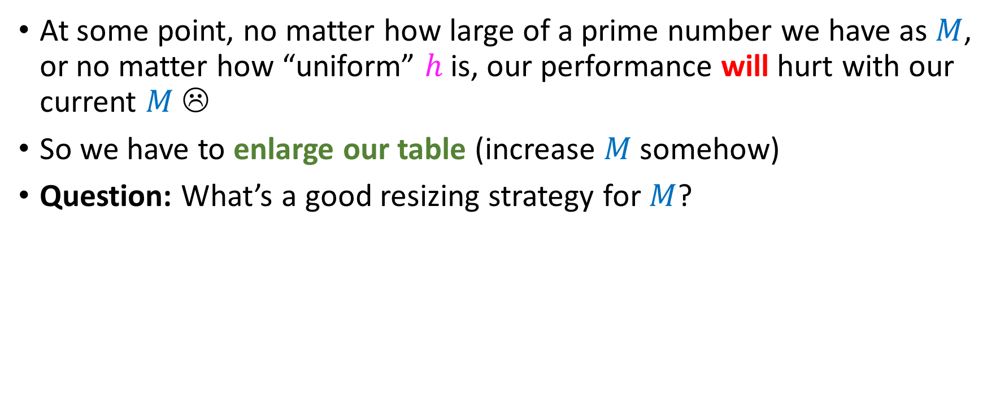 • At some point, no matter how large of a prime number we have as M,
or no matter how “uniform” h is, our performance will hurt with our
current M ☹
• So we have to enlarge our table (increase M somehow)
• Question: What’s a good resizing strategy for M?